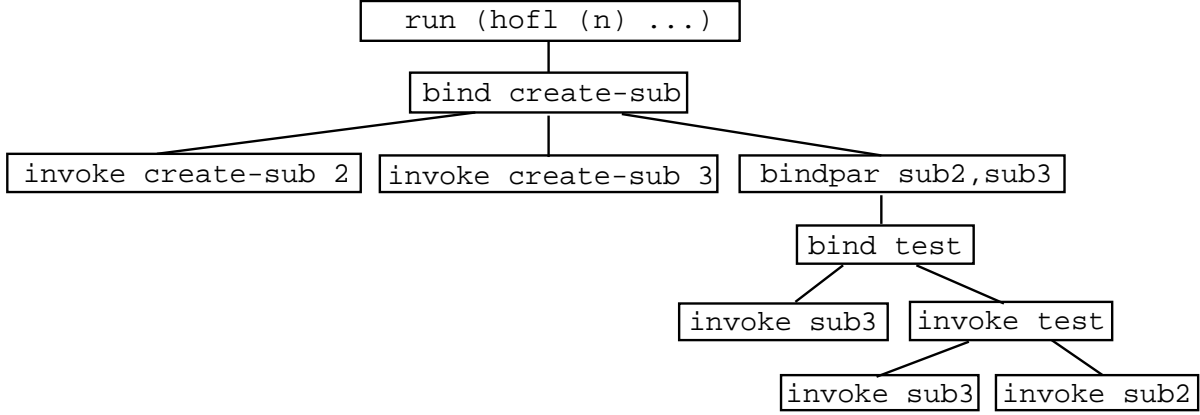 run (hofl (n) ...)
bind create-sub
invoke create-sub 2
invoke create-sub 3
bindpar sub2,sub3
bind test
invoke sub3
invoke test
invoke sub3
invoke sub2